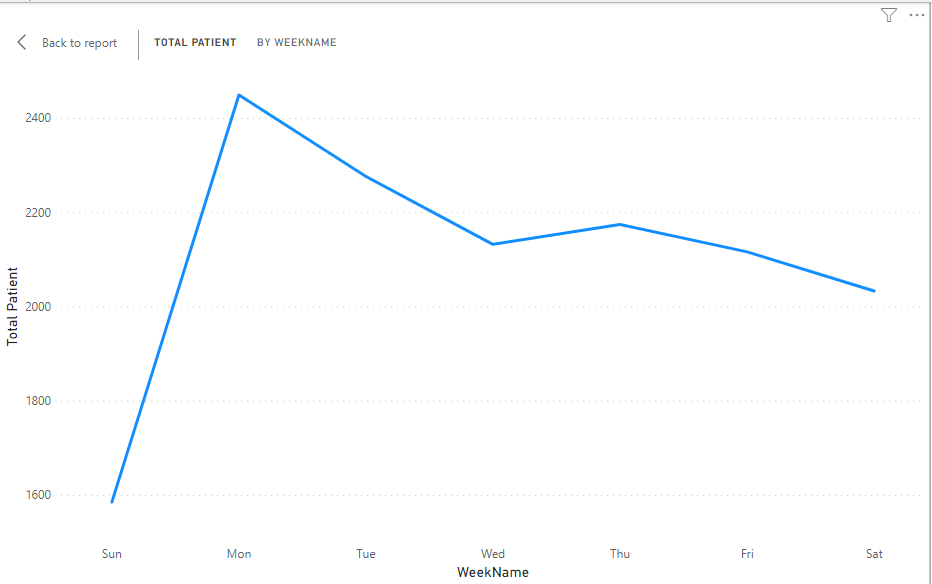 Back to report
TOTAL PATIENT BY WEEKNAME
2400
2200
2000
1800
1600
Total Patient
Sun Mon Tue Wed Thu Fri Sat
WeekName